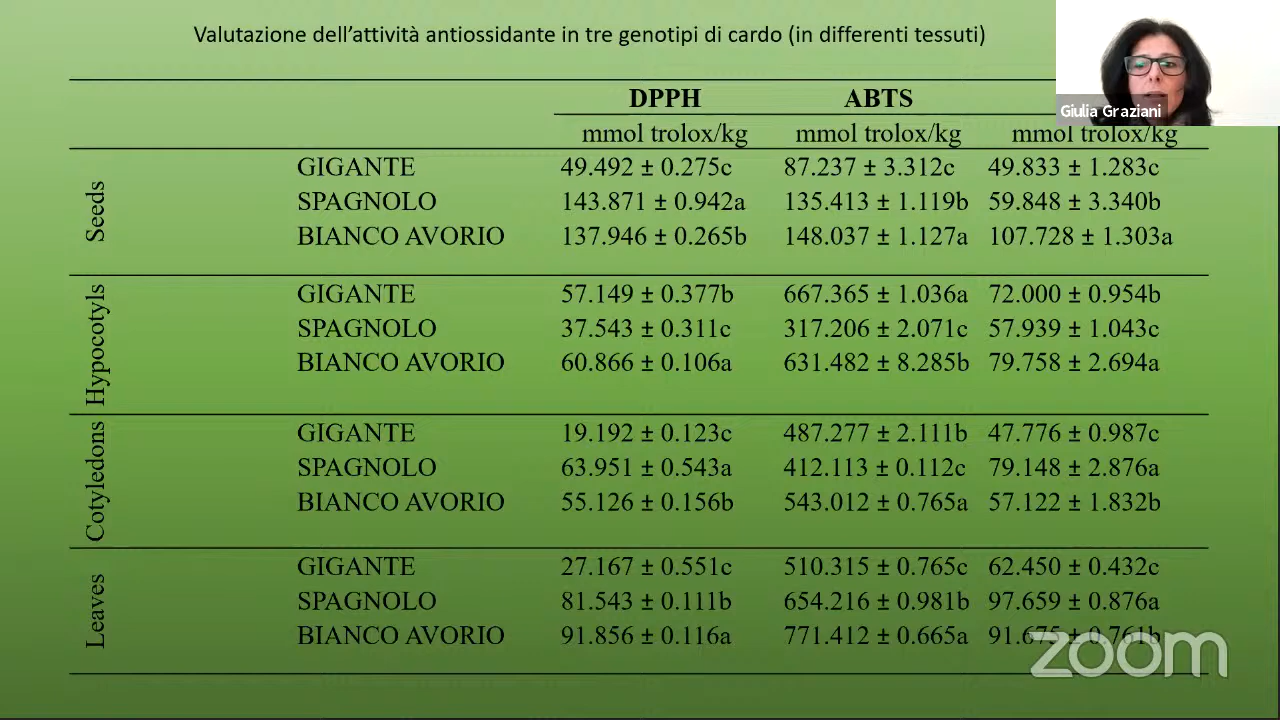 Valutazione dell'attività antiossidante in tre genotipi di cardo (in differenti tessuti)
Giulia Graziani
DPPH ABTS
mmol trolox/kg mmol trolox/kg mmol trolox/kg
Seeds
GIGANTE 49.492 ± 0.275c 87.237 ± 3.312c 49.833 ± 1.283c
SPAGNOLO 143.871 ± 0.942a 135.413 ± 1.119b 59.848 ± 3.340b
BIANCO AVORIO 137.946 ± 0.265b 148.037 ± 1.127a 107.728 ± 1.303a
Hypocotyls
GIGANTE 57.149 ± 0.377b 667.365 ± 1.036a 72.000 ± 0.954b
SPAGNOLO 37.543 ± 0.311c 317.206 ± 2.071c 57.939 ± 1.043c
BIANCO AVORIO 60.866 ± 0.106a 631.482 ± 8.285b 79.758 ± 2.694a
Cotyledons
GIGANTE 19.192 ± 0.123c 487.277 ± 2.111b 47.776 ± 0.987c
SPAGNOLO 63.951 ± 0.543a 412.113 ± 0.112c 79.148 ± 2.876a
BIANCO AVORIO 55.126 ± 0.156b 543.012 ± 0.765a 57.122 ± 1.832b
Leaves
GIGANTE 27.167 ± 0.551c 510.315 ± 0.765c 62.450 ± 0.432c
SPAGNOLO 81.543 ± 0.111b 654.216 ± 0.981b 97.659 ± 0.876a
BIANCO AVORIO 91.856 ± 0.116a 771.412 ± 0.665a 91.675 ± 0.761b
zoom